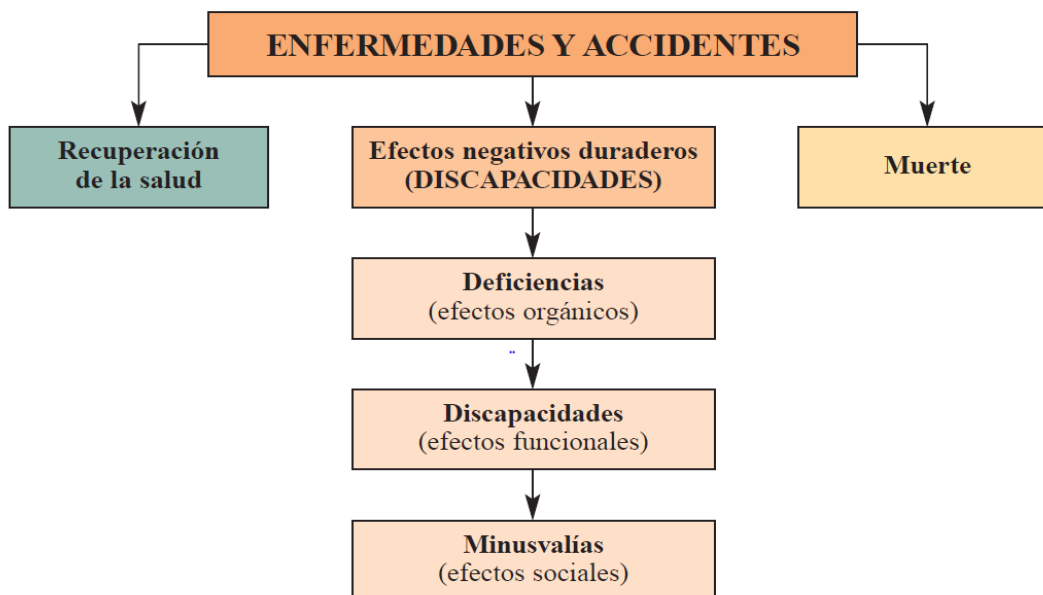 ENFERMEDADES Y ACCIDENTES
Recuperación
de la salud
Efectos negativos duraderos
(DISCAPACIDADES)
Muerte
Deficiencias
(efectos orgánicos)
Discapacidades
(efectos funcionales)
Minusvalías
(efectos sociales)